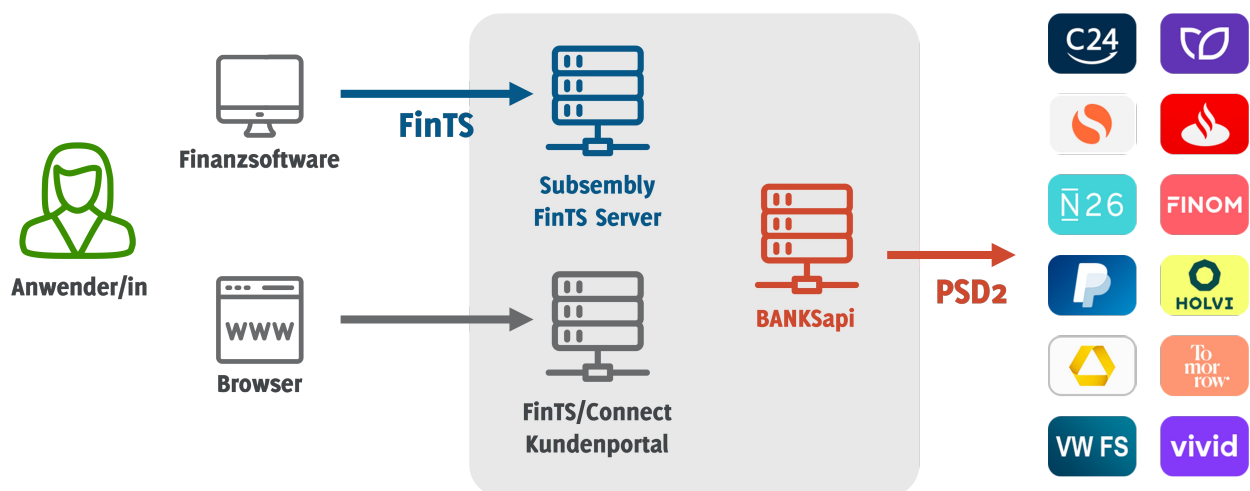 Anwender/in
Finanzsoftware
WWW
Browser
FinTS
Subsembly
FinTS Server
FinTS/Connect
Kundenportal
BANKSapi
PSD2
C24
N26
FINOM
HOLVI
To
mor
row
VW FS
vivid